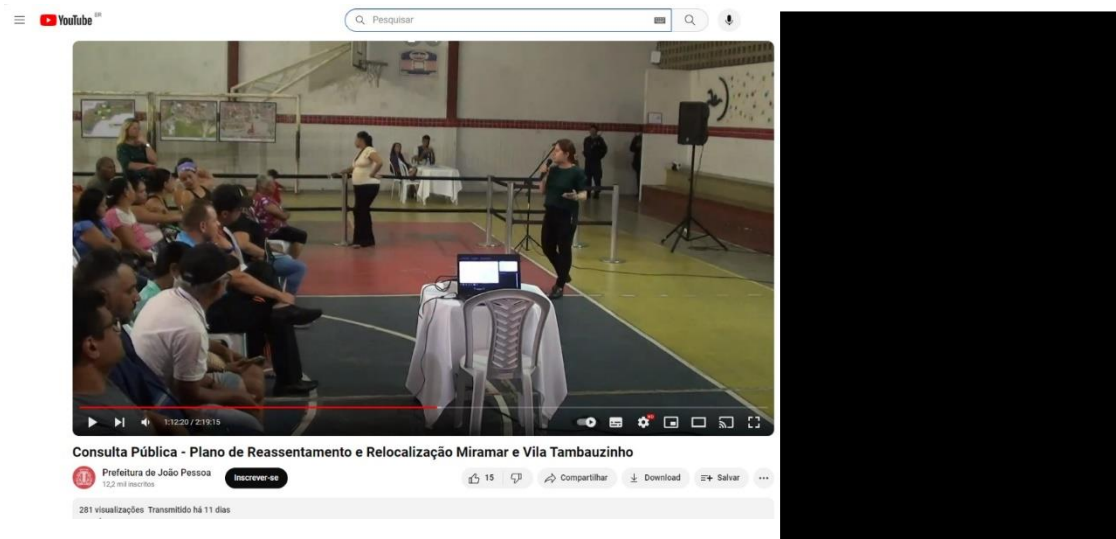 YouTube BR
Pesquisar
1:12:20 / 2:19:15
Consulta Pública - Plano de Reassentamento e Relocalização Miramar e Vila Tambauzinho
Prefeitura de João Pessoa
12,2 mil inscritos
Inscrever-se
15
Compartilhar
Download
Salvar
281 visualizações Transmitido há 11 dias